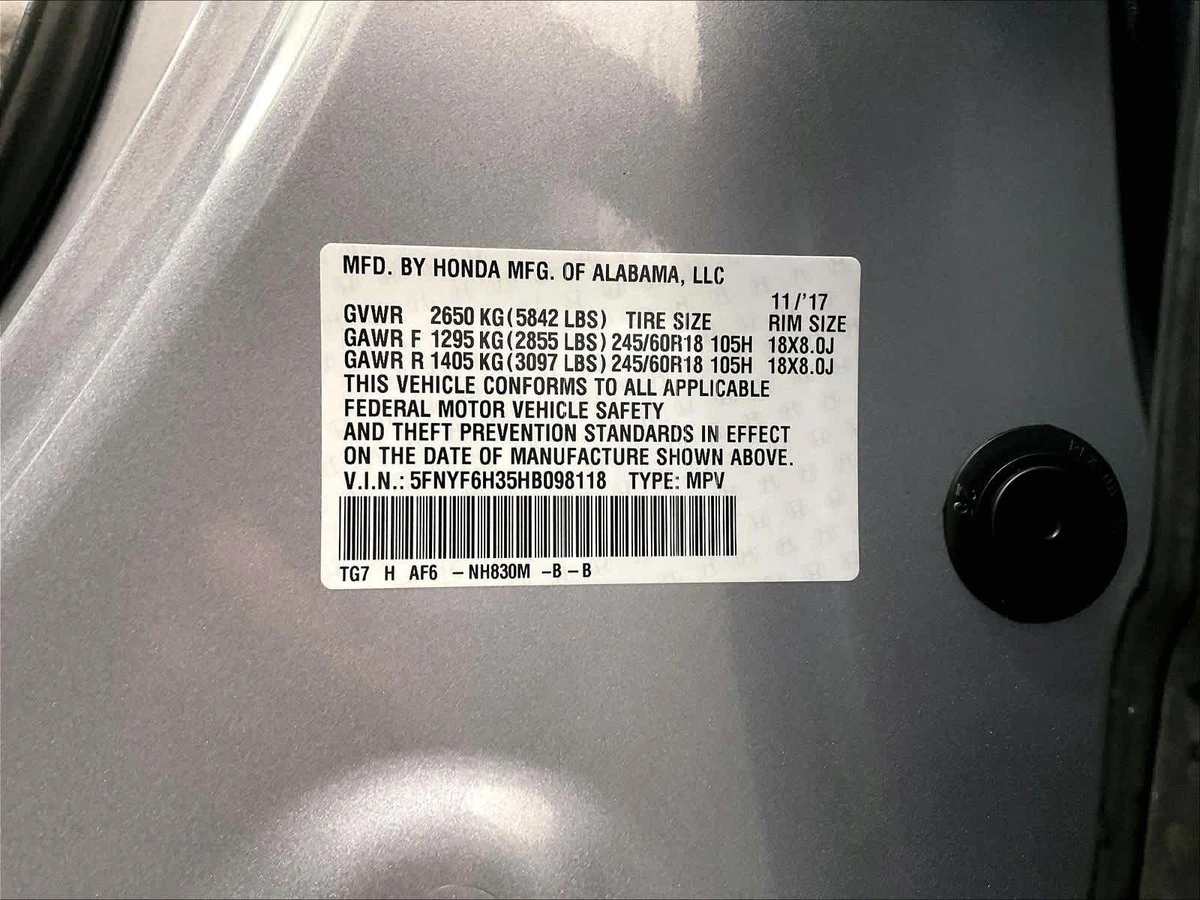 MFD. BY HONDA MFG. OF ALABAMA, LLC
11/'17
GVWR 2650 KG (5842 LBS) TIRE SIZE RIM SIZE
GAWR F 1295 KG (2855 LBS) 245/60R18 105H 18X8.0J
GAWR R 1405 KG (3097 LBS) 245/60R18 105H 18X8.0J
THIS VEHICLE CONFORMS TO ALL APPLICABLE
FEDERAL MOTOR VEHICLE SAFETY
AND THEFT PREVENTION STANDARDS IN EFFECT
ON THE DATE OF MANUFACTURE SHOWN ABOVE.
V.I.N.: 5FNYF6H35HB098118 TYPE: MPV
TG7 H AF6 -NH830M -B-B